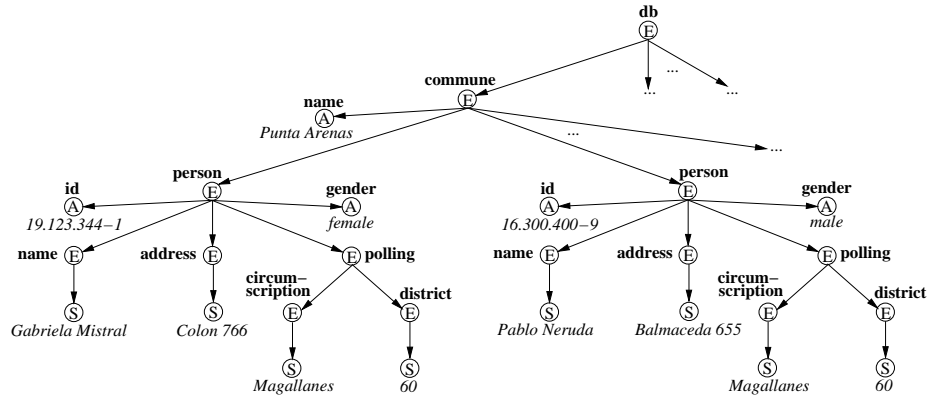 db
E
...
commune
E
... ...
name
A
Punta Arenas
...
...
person
E
person
E
id
A
19.123.344−1
gender
A
female
id
A
16.300.400−9
gender
A
male
name E
address E
E polling
name E
address E
E polling
circum−
scription
E
district
E
circum−
scription
E
district
E
S
Gabriela Mistral
S
Colon 766
S
Pablo Neruda
S
Balmaceda 655
S
Magallanes
S
60
S
Magallanes
S
60